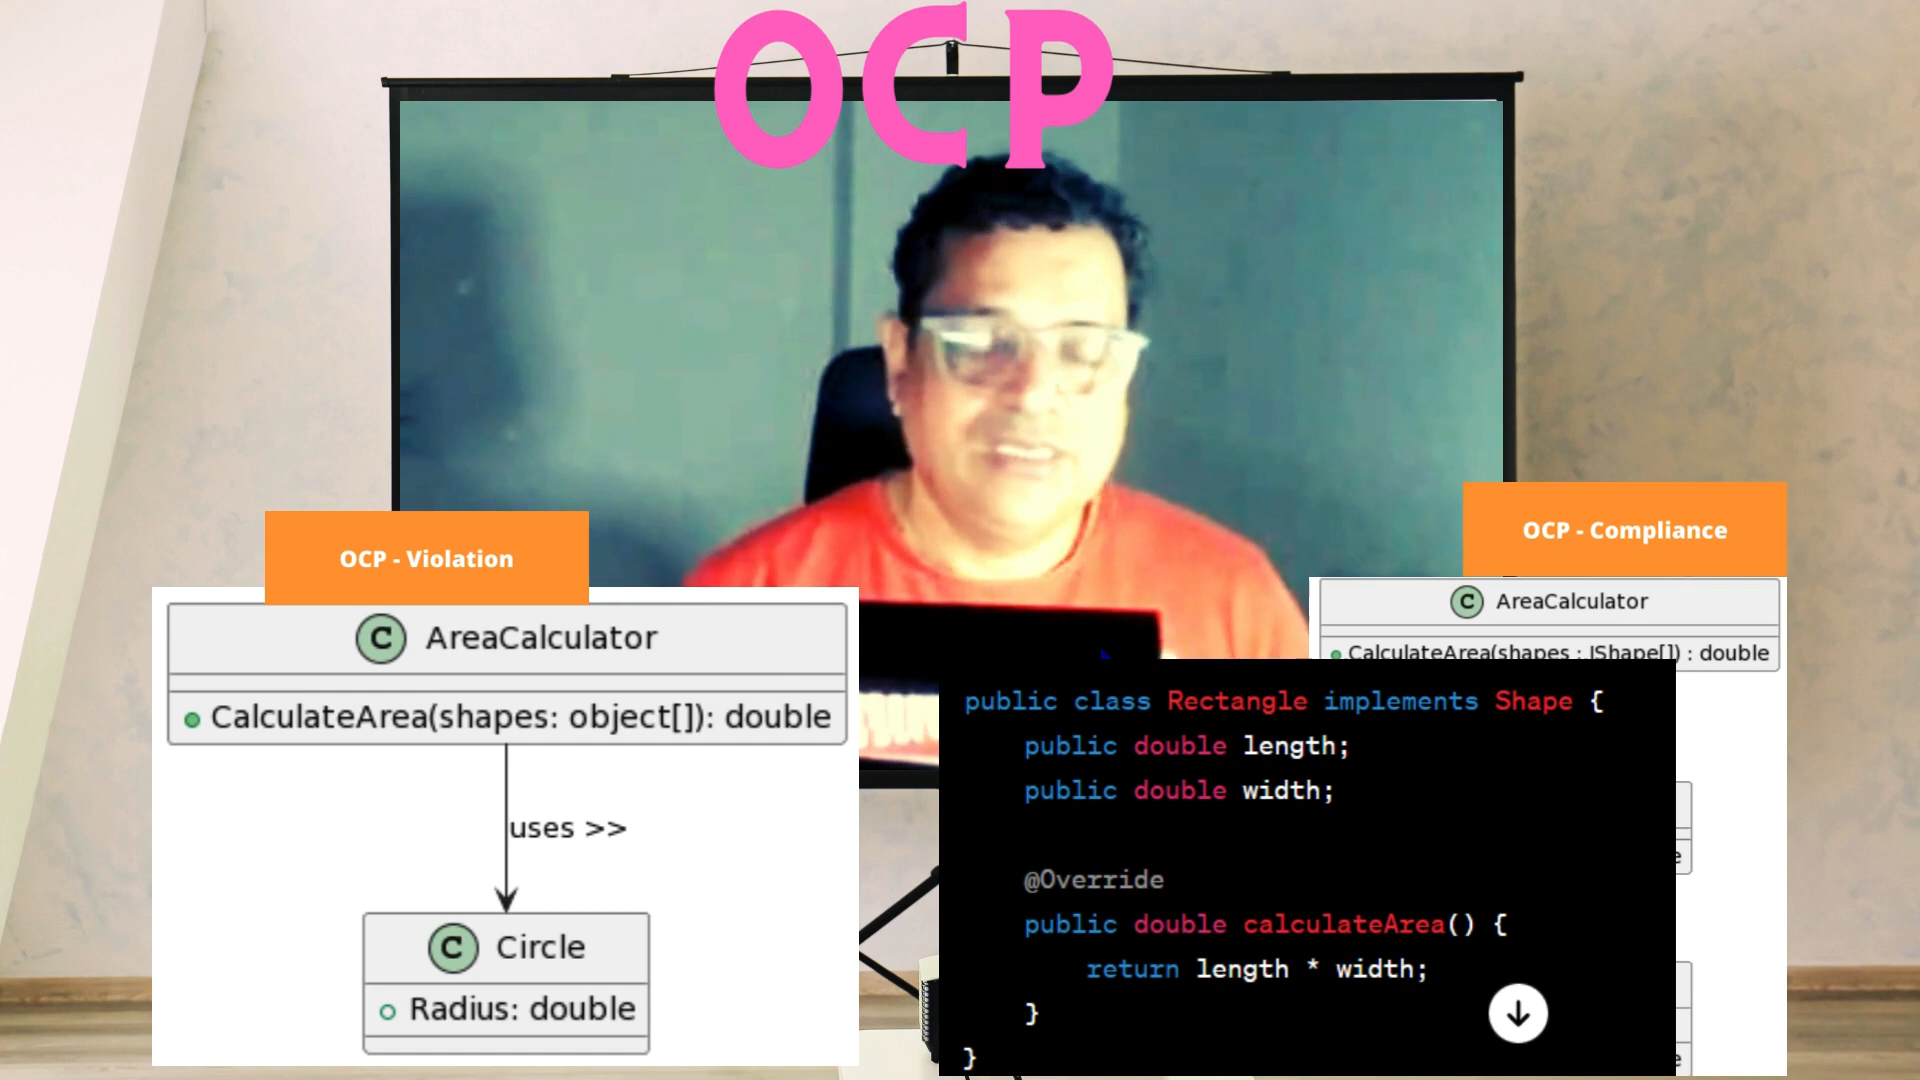 OCP
OCP - Violation
C AreaCalculator
CalculateArea(shapes: object[]): double
uses >>
C Circle
Radius: double
OCP - Compliance
C AreaCalculator
CalculateArea(shapes : IShape[]) : double
public class Rectangle implements Shape {
public double length;
public double width;
@Override
public double calculateArea() {
return length * width;
}
}